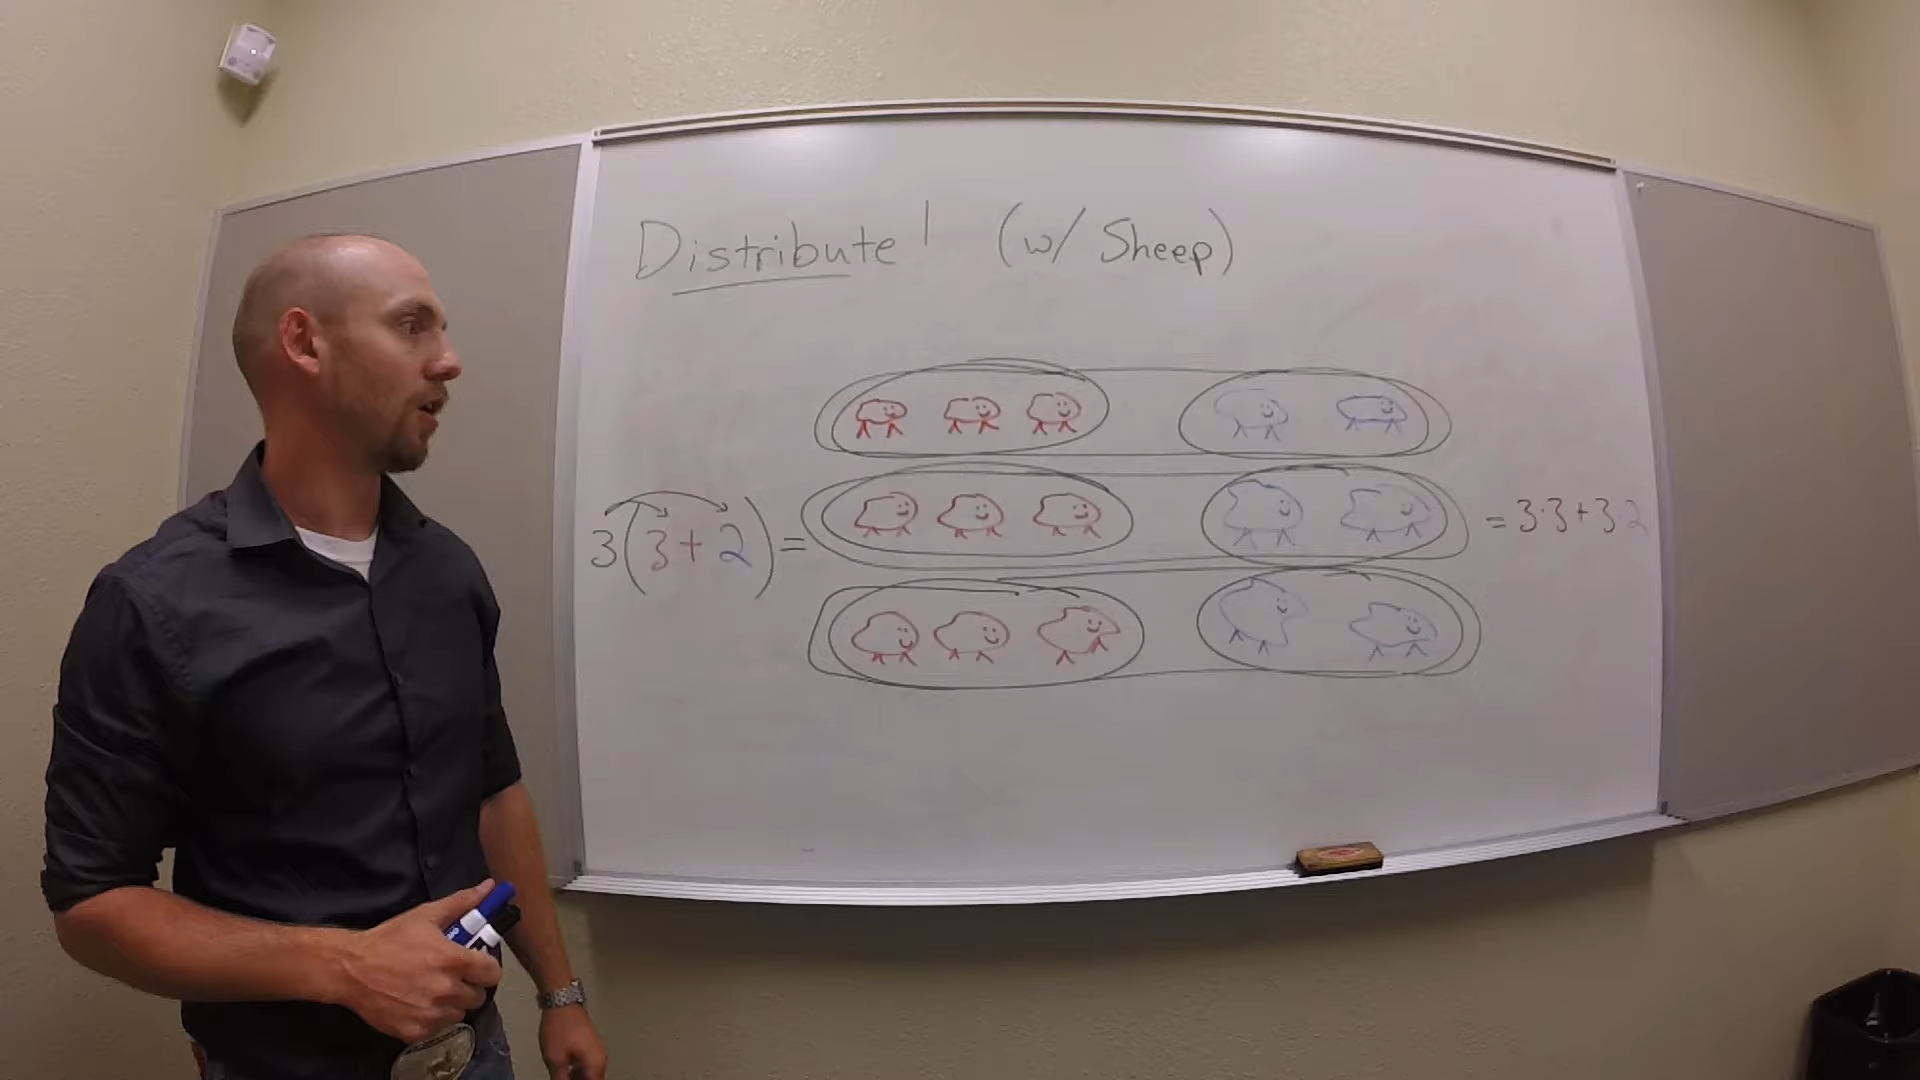 Distribute! (w/ Sheep)
3(3+2)= =3·3+3·2